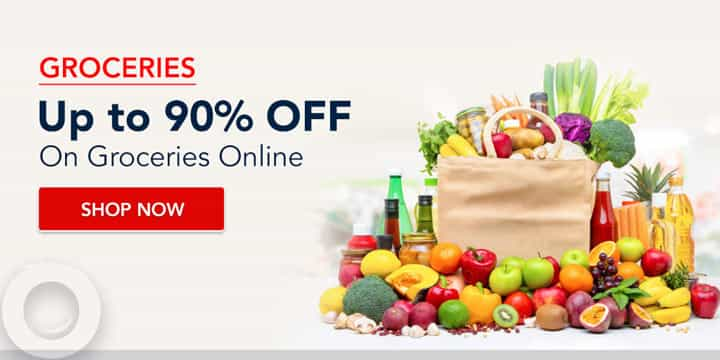 GROCERIES
Up to 90% OFF
On Groceries Online
SHOP NOW